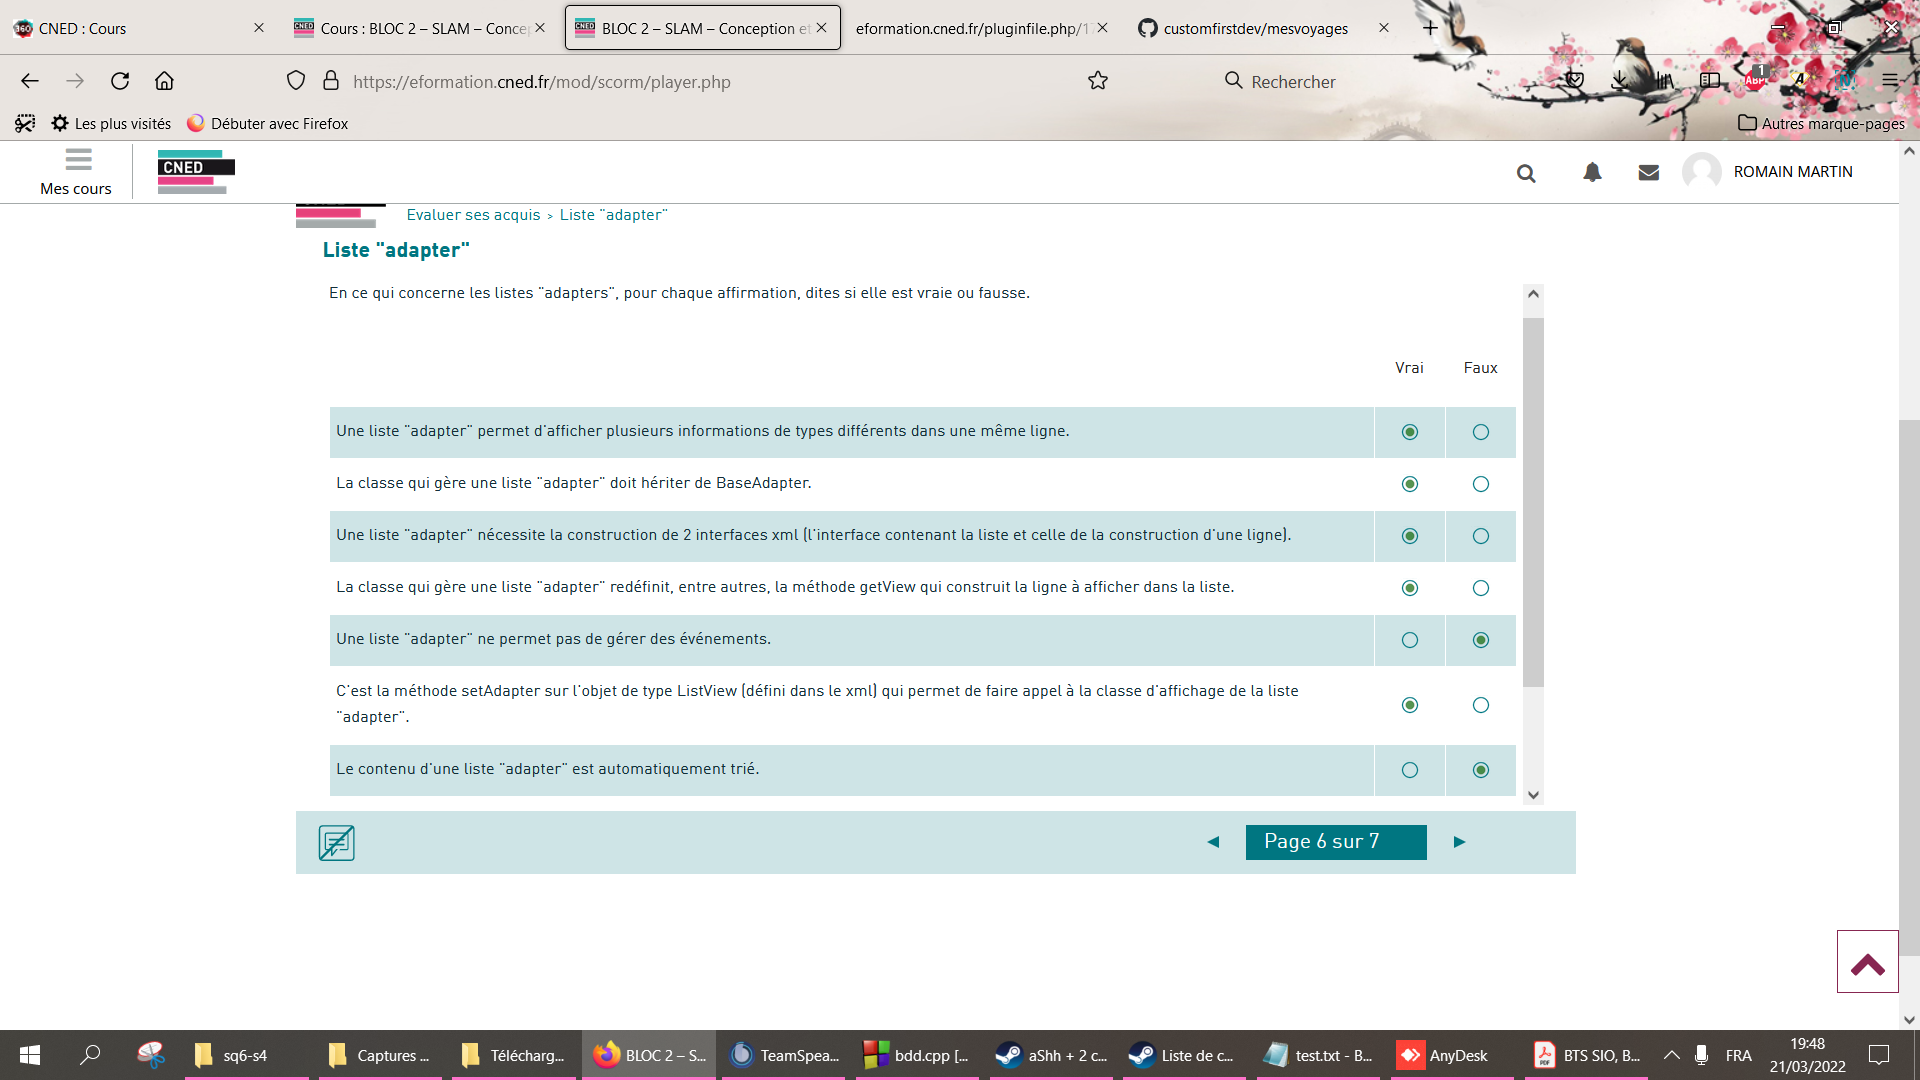 CNED : Cours
Cours : BLOC 2 – SLAM – Concep
BLOC 2 – SLAM – Conception et
eformation.cned.fr/pluginfile.php/17
customfirstdev/mesvoyages
https://eformation.cned.fr/mod/scorm/player.php
Rechercher
ABP
1
Les plus visités
Débuter avec Firefox
Autres marque-pages
Mes cours
CNED
ROMAIN MARTIN
Evaluer ses acquis > Liste "adapter"
Liste "adapter"
En ce qui concerne les listes "adapters", pour chaque affirmation, dites si elle est vraie ou fausse.
Vrai Faux
Une liste "adapter" permet d'afficher plusieurs informations de types différents dans une même ligne.
La classe qui gère une liste "adapter" doit hériter de BaseAdapter.
Une liste "adapter" nécessite la construction de 2 interfaces xml (l'interface contenant la liste et celle de la construction d'une ligne).
La classe qui gère une liste "adapter" redéfinit, entre autres, la méthode getView qui construit la ligne à afficher dans la liste.
Une liste "adapter" ne permet pas de gérer des événements.
C'est la méthode setAdapter sur l'objet de type ListView (défini dans le xml) qui permet de faire appel à la classe d'affichage de la liste
"adapter".
Le contenu d'une liste "adapter" est automatiquement trié.
Page 6 sur 7
sq6-s4
Captures ...
Télécharg...
BLOC 2 – S...
TeamSpea...
bdd.cpp [...
aShh + 2 c...
Liste de c...
test.txt - B...
AnyDesk
BTS SIO, B...
FRA
19:48
21/03/2022